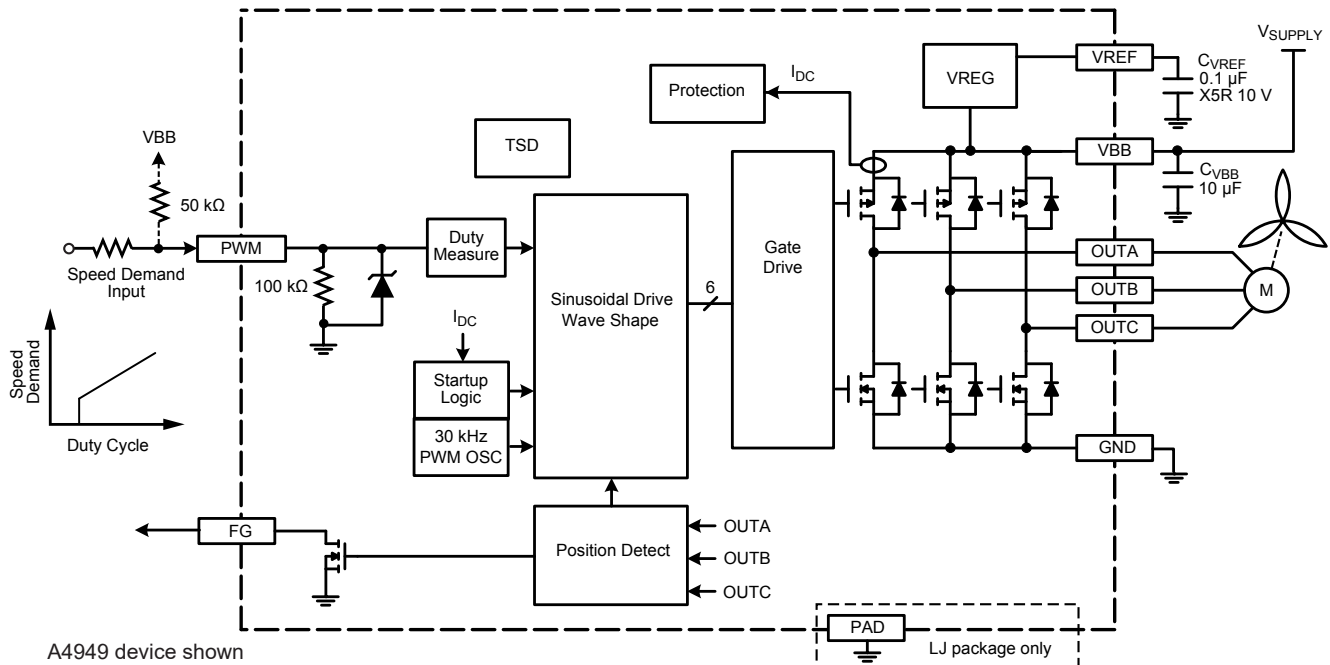 VSUPPLY
VREF
CVREF
0.1 µF
X5R 10 V
IDC
Protection
VREG
TSD
VBB
50 kΩ
VBB
CVBB
10 µF
PWM
Speed Demand
Input
100 kΩ
Duty
Measure
Sinusoidal Drive
Wave Shape
6
Gate
Drive
OUTA
OUTB
OUTC
M
IDC
Startup
Logic
30 kHz
PWM OSC
Speed
Demand
Duty Cycle
GND
FG
Position Detect
OUTA
OUTB
OUTC
PAD
LJ package only
A4949 device shown